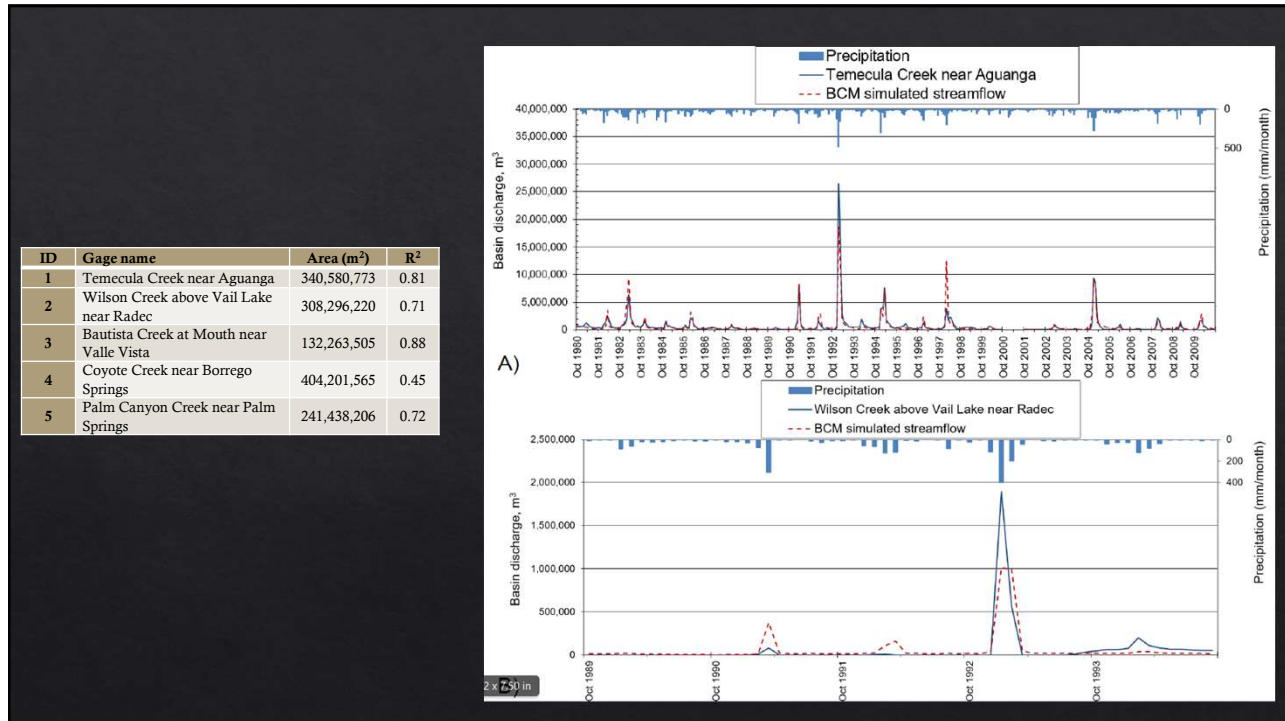 ID Gage name Area (m²) R²
1 Temecula Creek near Aguanga 340,580,773 0.81
2 Wilson Creek above Vail Lake near Radec 308,296,220 0.71
3 Bautista Creek at Mouth near Valle Vista 132,263,505 0.88
4 Coyote Creek near Borrego Springs 404,201,565 0.45
5 Palm Canyon Creek near Palm Springs 241,438,206 0.72
Precipitation
Temecula Creek near Aguanga
BCM simulated streamflow
Basin discharge, m³
40,000,000
35,000,000
30,000,000
25,000,000
20,000,000
15,000,000
10,000,000
5,000,000
0
0
500
Precipitation (mm/month)
Oct 1980
Oct 1981
Oct 1982
Oct 1983
Oct 1984
Oct 1985
Oct 1986
Oct 1987
Oct 1988
Oct 1989
Oct 1990
Oct 1991
Oct 1992
Oct 1993
Oct 1994
Oct 1995
Oct 1996
Oct 1997
Oct 1998
Oct 1999
Oct 2000
Oct 2001
Oct 2002
Oct 2003
Oct 2004
Oct 2005
Oct 2006
Oct 2007
Oct 2008
Oct 2009
A)
Precipitation
Wilson Creek above Vail Lake near Radec
BCM simulated streamflow
Basin discharge, m³
2,500,000
2,000,000
1,500,000
1,000,000
500,000
0
0
200
400
Precipitation (mm/month)
Oct 1989
Oct 1990
Oct 1991
Oct 1992
Oct 1993
B)
2 x 7.50 in